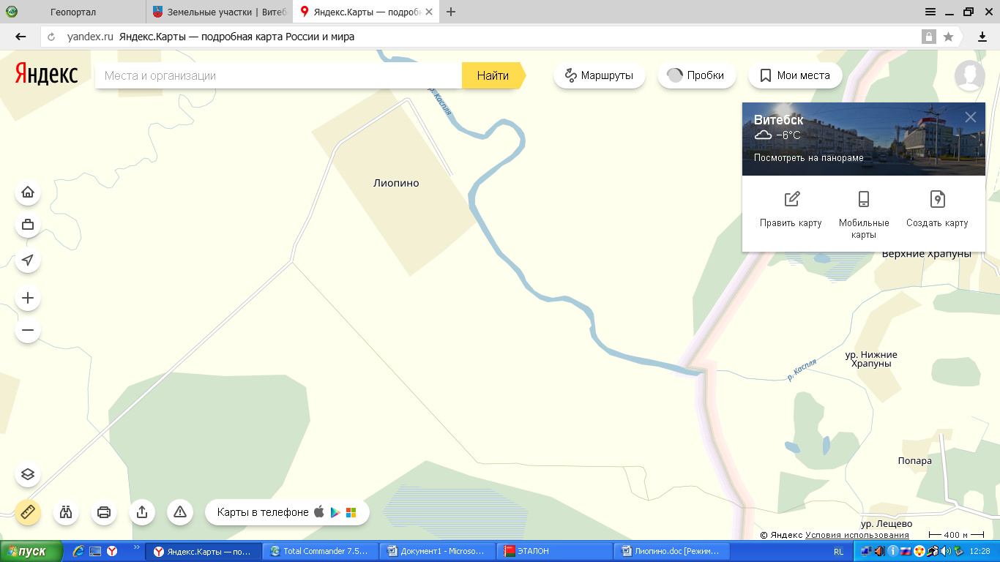 Геопортал
Земельные участки | Витеб
Яндекс.Карты — подробн
yandex.ru Яндекс.Карты — подробная карта России и мира
Яндекс
Места и организации
Найти
Маршруты
Пробки
Мои места
р. Каспля
Витебск
−6°C
Посмотреть на панораме
Править карту
Мобильные
карты
Создать карту
Лиопино
Верхние Храпуны
ур. Нижние
Храпуны
р. Каспля
Попара
ур. Лещево
Карты в телефоне
© Яндекс Условия использования
400 м
пуск
Яндекс.Карты — по...
Total Commander 7.5...
Документ1 - Microso...
ЭТАЛОН
Лиопино.doc [Режим...
RL
12:28